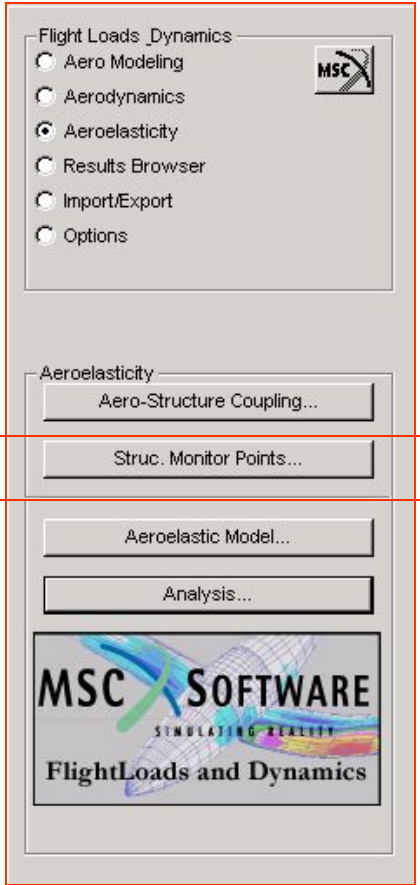 Flight Loads _Dynamics
MSC
Aero Modeling
Aerodynamics
Aeroelasticity
Results Browser
Import/Export
Options
Aeroelasticity
Aero-Structure Coupling...
Struc. Monitor Points...
Aeroelastic Model...
Analysis...
MSC SOFTWARE
SIMULATING REALITY
FlightLoads and Dynamics